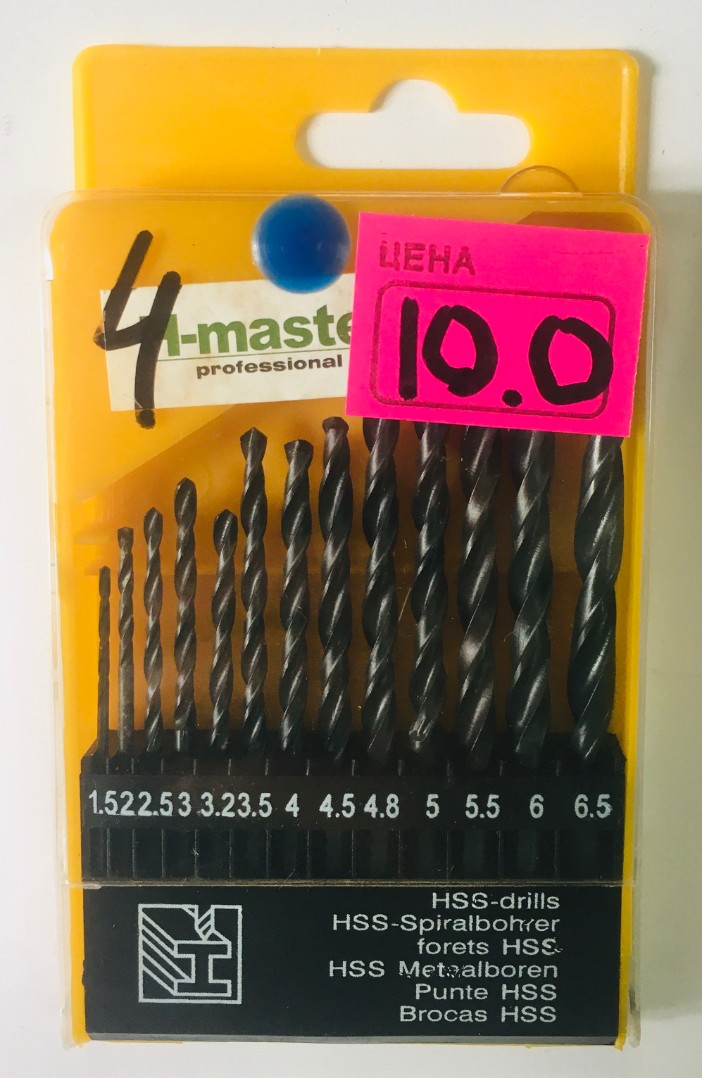 4
ЦЕНА
10.0
-maste
professional
1.5 2 2.5 3 3.2 3.5 4 4.5 4.8 5 5.5 6 6.5
HSS-drills
HSS-Spiralbohrer
forets HSS
HSS Metaalboren
Punte HSS
Brocas HSS